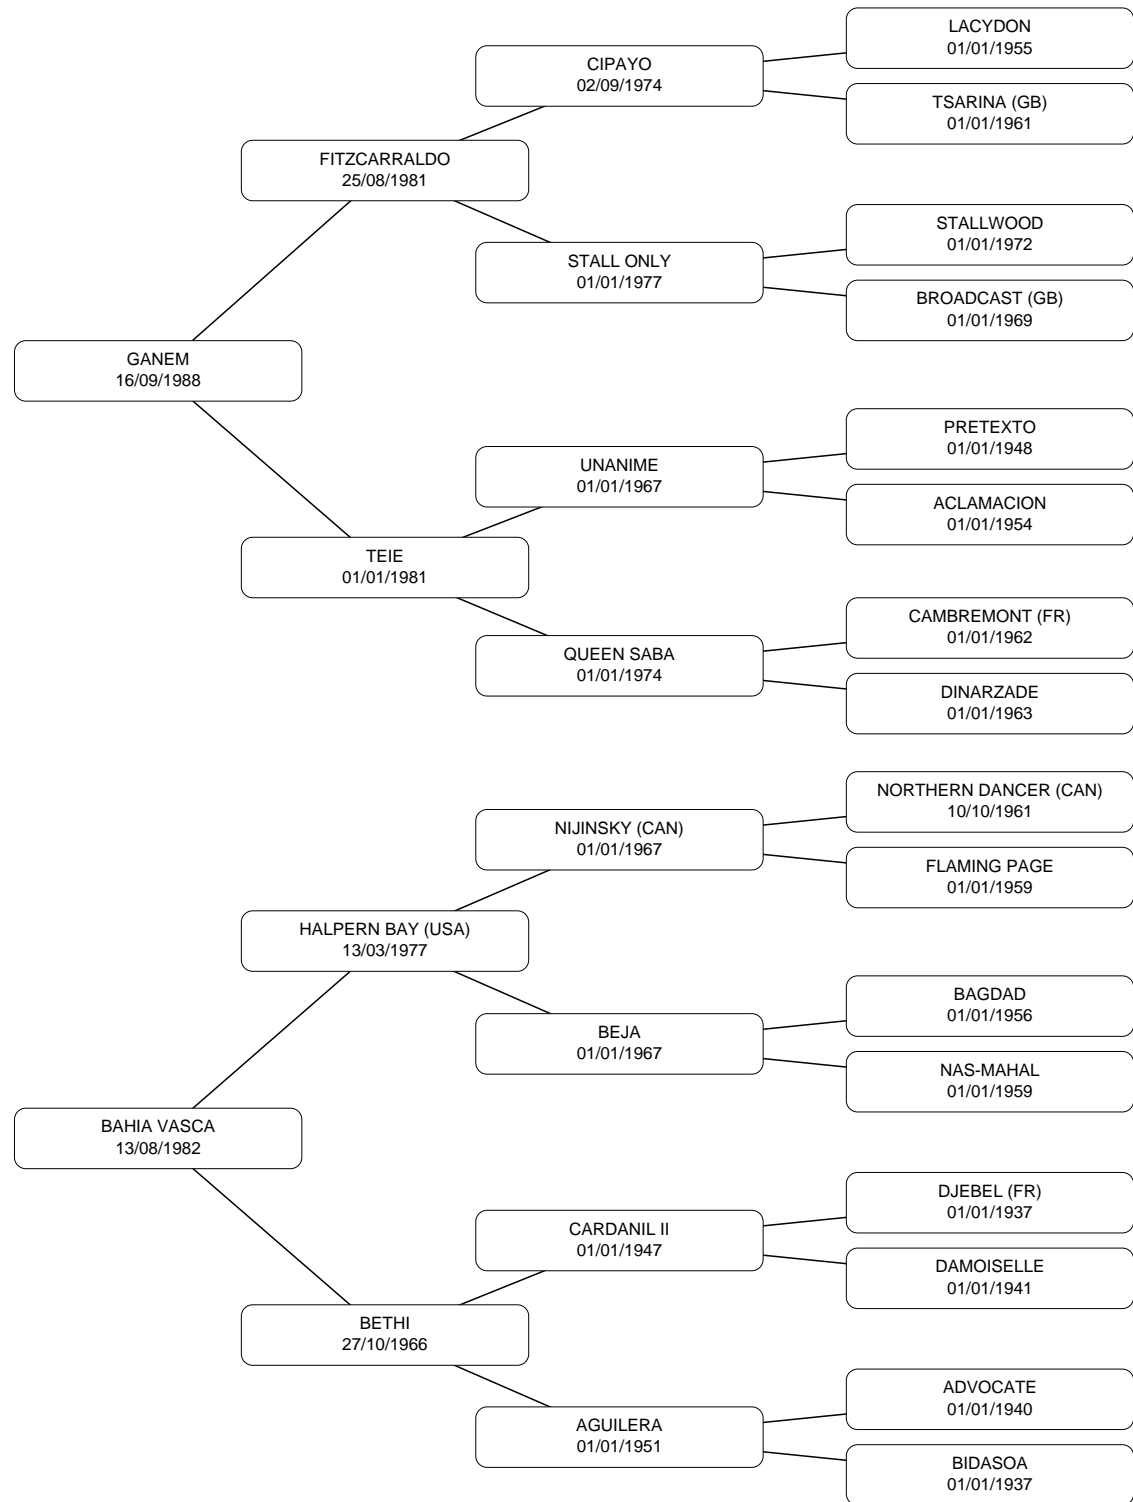 LACYDON
01/01/1955
CIPAYO
02/09/1974
TSARINA (GB)
01/01/1961
FITZCARRALDO
25/08/1981
STALLWOOD
01/01/1972
STALL ONLY
01/01/1977
BROADCAST (GB)
01/01/1969
GANEM
16/09/1988
PRETEXTO
01/01/1948
UNANIME
01/01/1967
ACLAMACION
01/01/1954
TEIE
01/01/1981
CAMBREMONT (FR)
01/01/1962
QUEEN SABA
01/01/1974
DINARZADE
01/01/1963
NORTHERN DANCER (CAN)
10/10/1961
NIJINSKY (CAN)
01/01/1967
FLAMING PAGE
01/01/1959
HALPERN BAY (USA)
13/03/1977
BAGDAD
01/01/1956
BEJA
01/01/1967
NAS-MAHAL
01/01/1959
BAHIA VASCA
13/08/1982
DJEBEL (FR)
01/01/1937
CARDANIL II
01/01/1947
DAMOISELLE
01/01/1941
BETHI
27/10/1966
ADVOCATE
01/01/1940
AGUILERA
01/01/1951
BIDASOA
01/01/1937